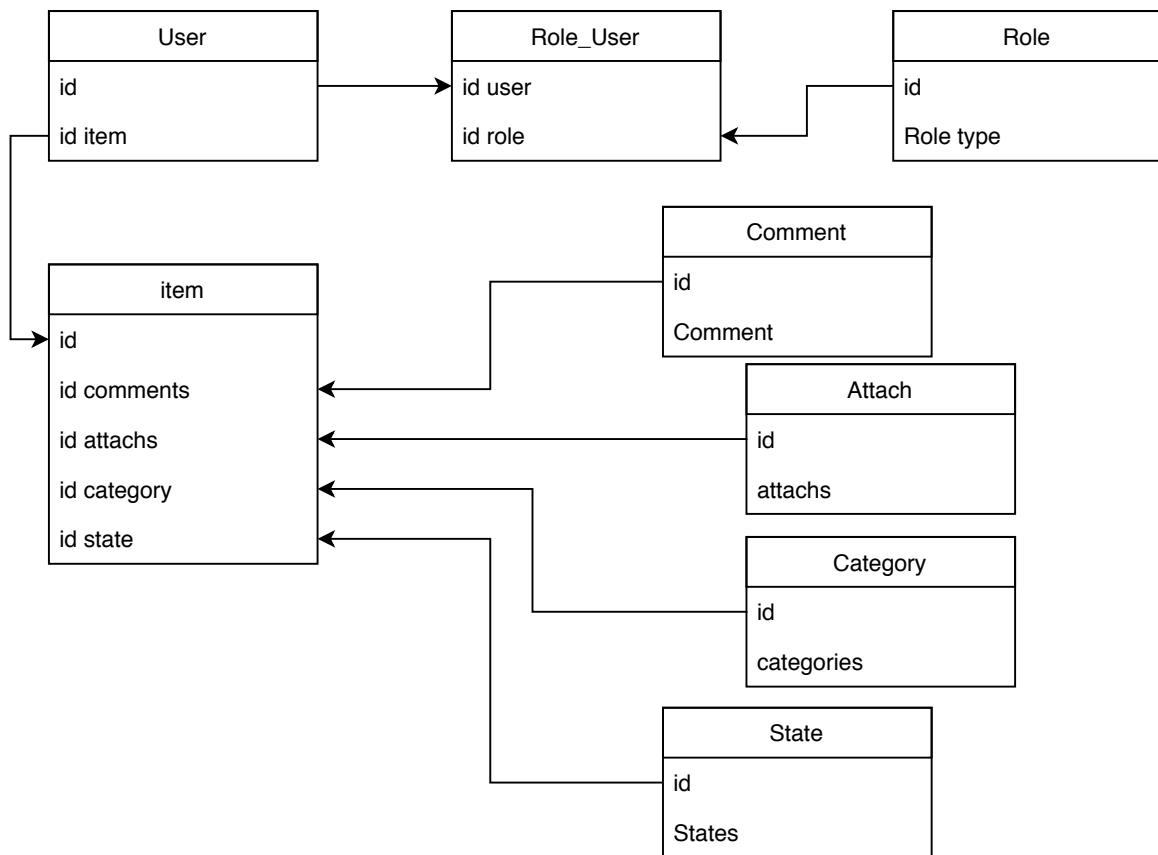 User
id
id item
Role_User
id user
id role
Role
id
Role type
item
id
id comments
id attachs
id category
id state
Comment
id
Comment
Attach
id
attachs
Category
id
categories
State
id
States